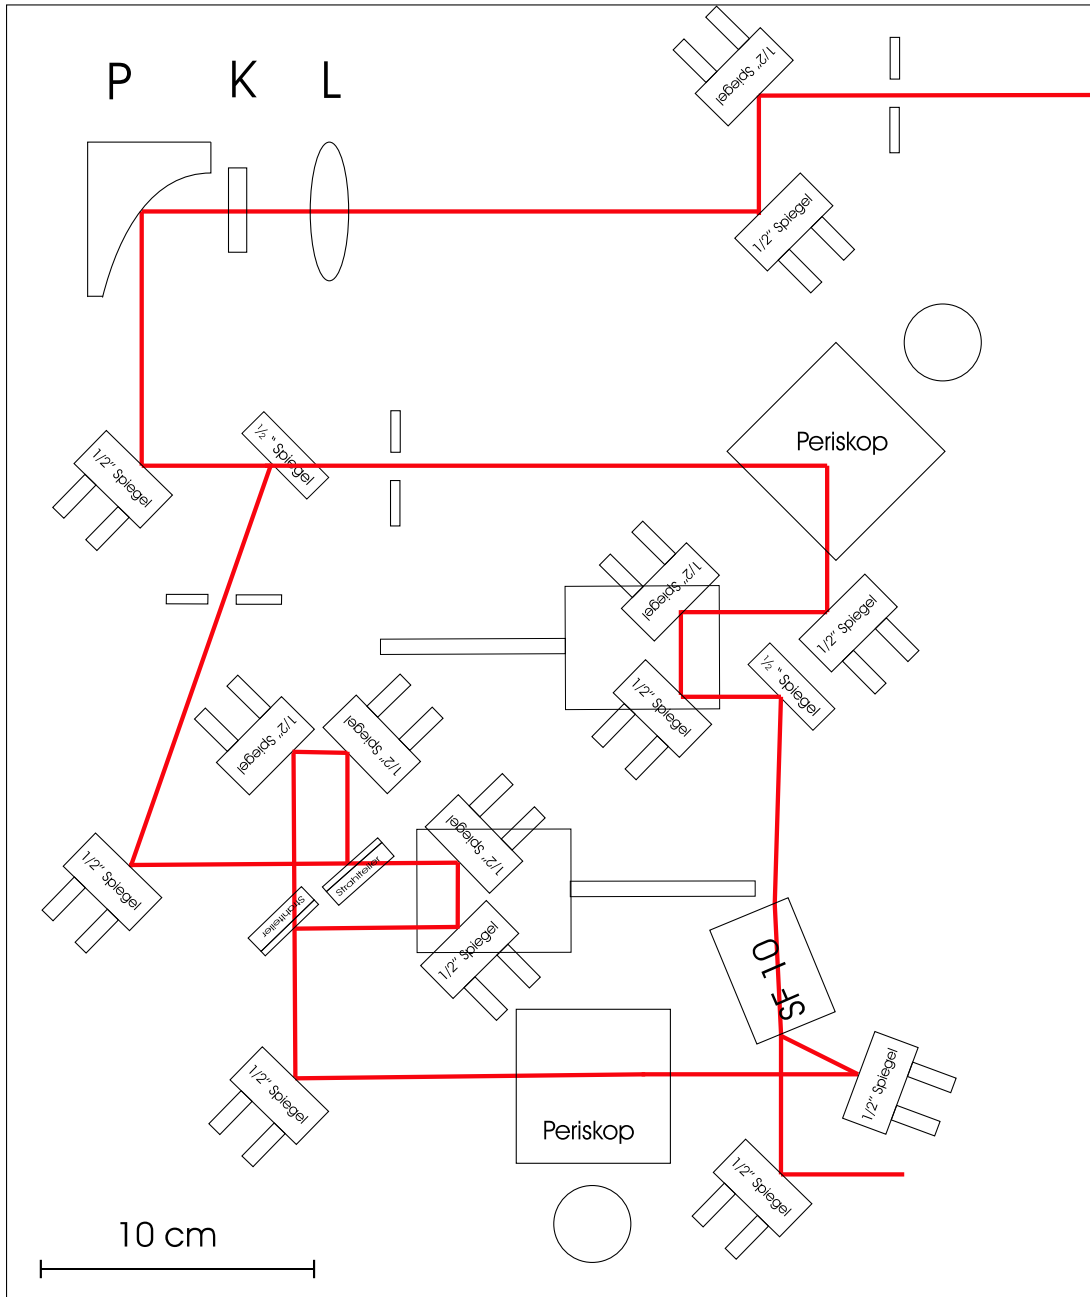 P K L
1/2" Spiegel
1/2" Spiegel
Periskop
1/2" Spiegel
½ " Spiegel
1/2" Spiegel
1/2" Spiegel
1/2" Spiegel
½ " Spiegel
1/2" Spiegel
1/2" Spiegel
1/2" Spiegel
1/2" Spiegel
Strahlteiler
Strahlteiler
1/2" Spiegel
SF 10
1/2" Spiegel
1/2" Spiegel
Periskop
1/2" Spiegel
10 cm